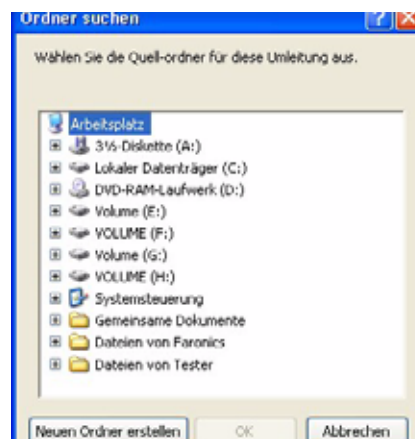 Ordner suchen
Wählen Sie die Quell-ordner für diese Umleitung aus.
Arbeitsplatz
3½-Diskette (A:)
Lokaler Datenträger (C:)
DVD-RAM-Laufwerk (D:)
Volume (E:)
VOLUME (F:)
Volume (G:)
VOLUME (H:)
Systemsteuerung
Gemeinsame Dokumente
Dateien von Faronics
Dateien von Tester
Neuen Ordner erstellen OK Abbrechen